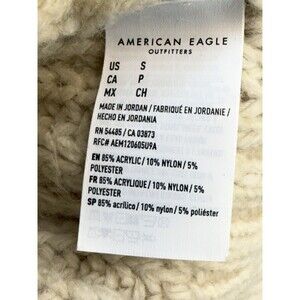 AMERICAN EAGLE
OUTFITTERS
US S
CA P
MX CH
MADE IN JORDAN / FABRIQUÉ EN JORDANIE /
HECHO EN JORDANIA
RN 54485 / CA 03873
RFC# AEM120605U9A
EN 85% ACRYLIC / 10% NYLON / 5%
POLYESTER
FR 85% ACRYLIQUE / 10% NYLON / 5%
POLYESTER
SP 85% acrílico / 10% nylon / 5% poliéster